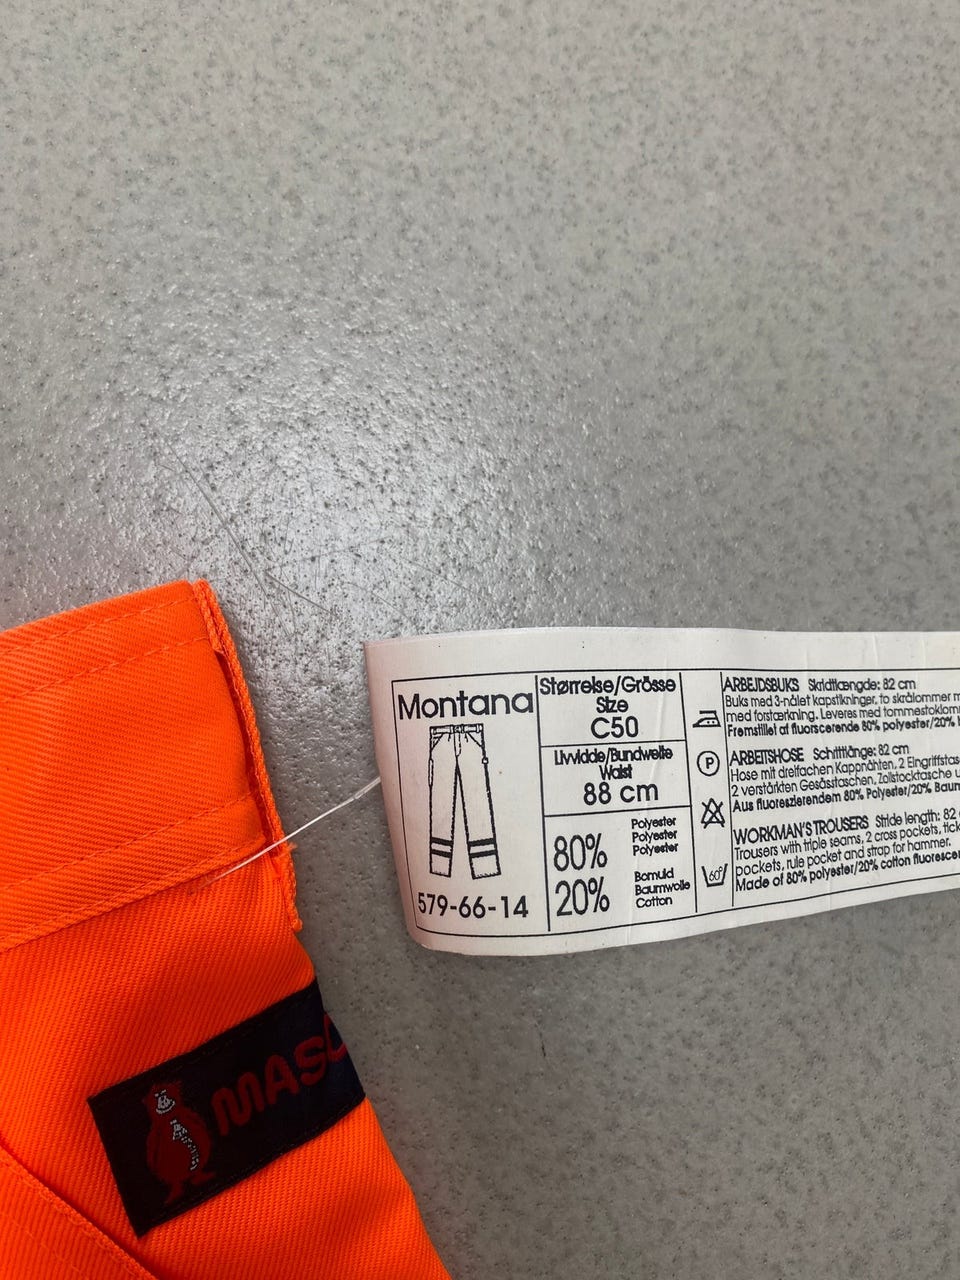 Montana
579-66-14
Størrelse/Grösse
Size
C50
Livvidde/Bundweite
Waist
88 cm
80%
Polyester
Polyester
Polyester
20%
Bomuld
Baumwolle
Cotton
P
60°
ARBEJDSBUKS Skridtlængde: 82 cm
Buks med 3-nålet kapstikninger, to skrålommer m
med forstærkning. Leveres med tommestoklomm
Fremstillet af fluorscerende 80% polyester/20%
ARBEITSHOSE Schrittlänge: 82 cm
Hose mit dreifachen Kappnähten, 2 Eingriffstas
2 verstärkten Gesässtaschen, Zollstocktasche u
Aus fluoreszierendem 80% Polyester/20% Baum
WORKMAN'S TROUSERS Stride length: 82
Trousers with triple seams, 2 cross pockets, tick
pockets, rule pocket and strap for hammer.
Made of 80% polyester/20% cotton fluoresce
MASC